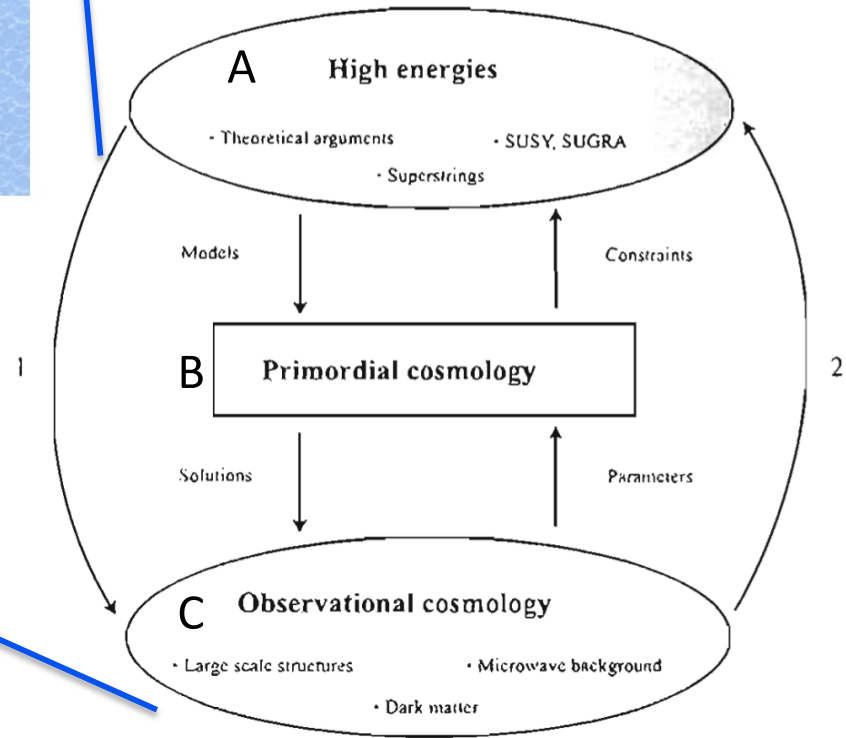 A High energies
· Theoretical arguments · SUSY, SUGRA
· Superstrings
Models Constraints
1 B Primordial cosmology 2
Solutions Parameters
C Observational cosmology
· Large scale structures · Microwave background
· Dark matter